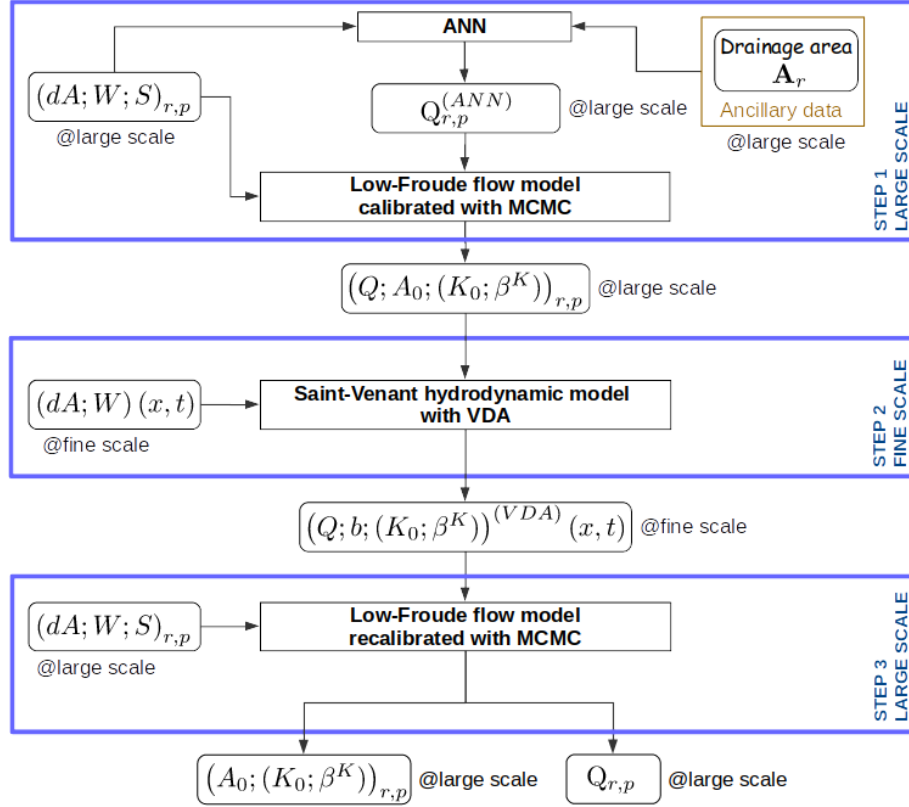 ANN
Drainage area
A_r
Ancillary data
@large scale
(dA; W; S)_{r,p}
@large scale
Q_{r,p}^{(ANN)}
@large scale
Low-Froude flow model
calibrated with MCMC
STEP 1
LARGE SCALE
(Q; A_0; (K_0; β^K))_{r,p}
@large scale
(dA; W) (x, t)
@fine scale
Saint-Venant hydrodynamic model
with VDA
STEP 2
FINE SCALE
(Q; b; (K_0; β^K))^{(VDA)} (x, t)
@fine scale
(dA; W; S)_{r,p}
@large scale
Low-Froude flow model
recalibrated with MCMC
STEP 3
LARGE SCALE
(A_0; (K_0; β^K))_{r,p}
@large scale
Q_{r,p}
@large scale